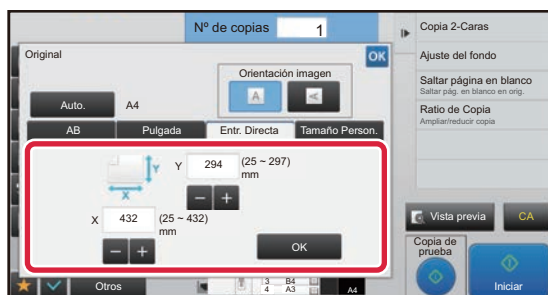 Nº de copias 1
Original
OK
Orientación imagen
A A
Auto. A4
AB Pulgada Entr. Directa Tamaño Person.
Y
X
Y 294 (25 ~ 297)
mm
X 432 (25 ~ 432)
mm
OK
Otros
3 B4
4 A3
A4
Copia 2-Caras
Ajuste del fondo
Saltar página en blanco
Saltar pág. en blanco en orig.
Ratio de Copia
Ampliar/reducir copia
Vista previa CA
Copia de
prueba
Iniciar